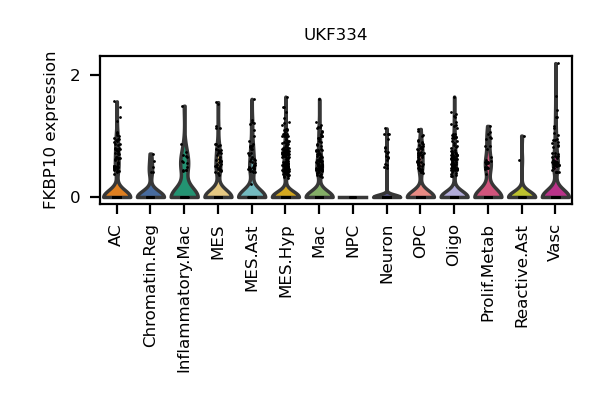 UKF334
FKBP10 expression
2
0
AC
Chromatin.Reg
Inflammatory.Mac
MES
MES.Ast
MES.Hyp
Mac
NPC
Neuron
OPC
Oligo
Prolif.Metab
Reactive.Ast
Vasc